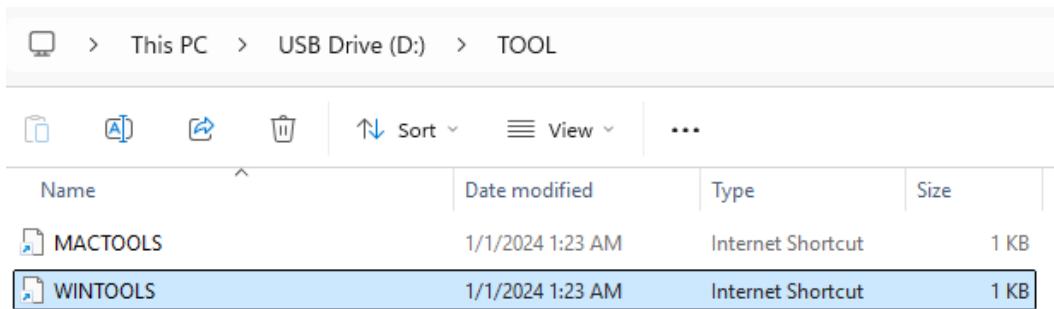 > This PC > USB Drive (D:) > TOOL
Sort View ...
Name Date modified Type Size
MACTOOLS 1/1/2024 1:23 AM Internet Shortcut 1 KB
WINTOOLS 1/1/2024 1:23 AM Internet Shortcut 1 KB